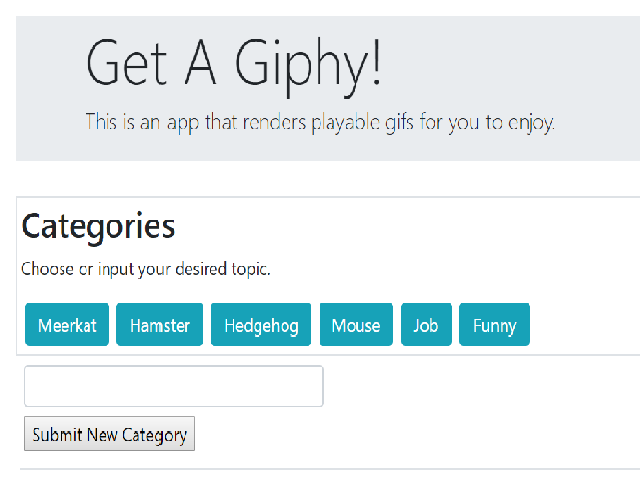 Get A Giphy!
This is an app that renders playable gifs for you to enjoy.
Categories
Choose or input your desired topic.
Meerkat Hamster Hedgehog Mouse Job Funny
Submit New Category